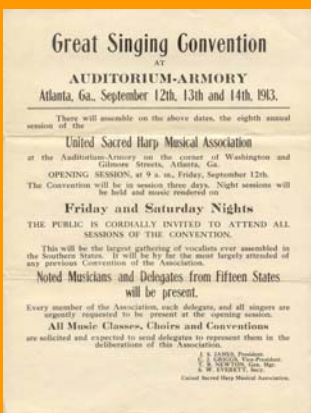 Great Singing Convention
AT
AUDITORIUM-ARMORY
Atlanta, Ga., September 12th, 13th and 14th, 1913.
There will assemble on the above dates, the eighth annual
session of the
United Sacred Harp Musical Association
at the Auditorium-Armory on the corner of Washington and
Gilmore Streets, Atlanta, Ga.
OPENING SESSION, at 9 a. m., Friday, September 12th.
The Convention will be in session three days. Night sessions will
be held and music rendered on
Friday and Saturday Nights
THE PUBLIC IS CORDIALLY INVITED TO ATTEND ALL
SESSIONS OF THE CONVENTION.
This will be the largest gathering of vocalists ever assembled in
the Southern States. It will be by far the most largely attended of
any previous Convention of the Association.
Noted Musicians and Delegates from Fifteen States
will be present.
Every member of the Association, each delegate, and all singers are
urgently requested to be present at the opening session.
All Music Classes, Choirs and Conventions
are solicited and expected to send delegates to represent them in the
deliberations of this Association.
J. S. JAMES, President.
C. J. GRIGGS, Vice-President.
T. B. NEWTON, Gen. Mgr.
S. W. EVERETT, Secy.
United Sacred Harp Musical Association.